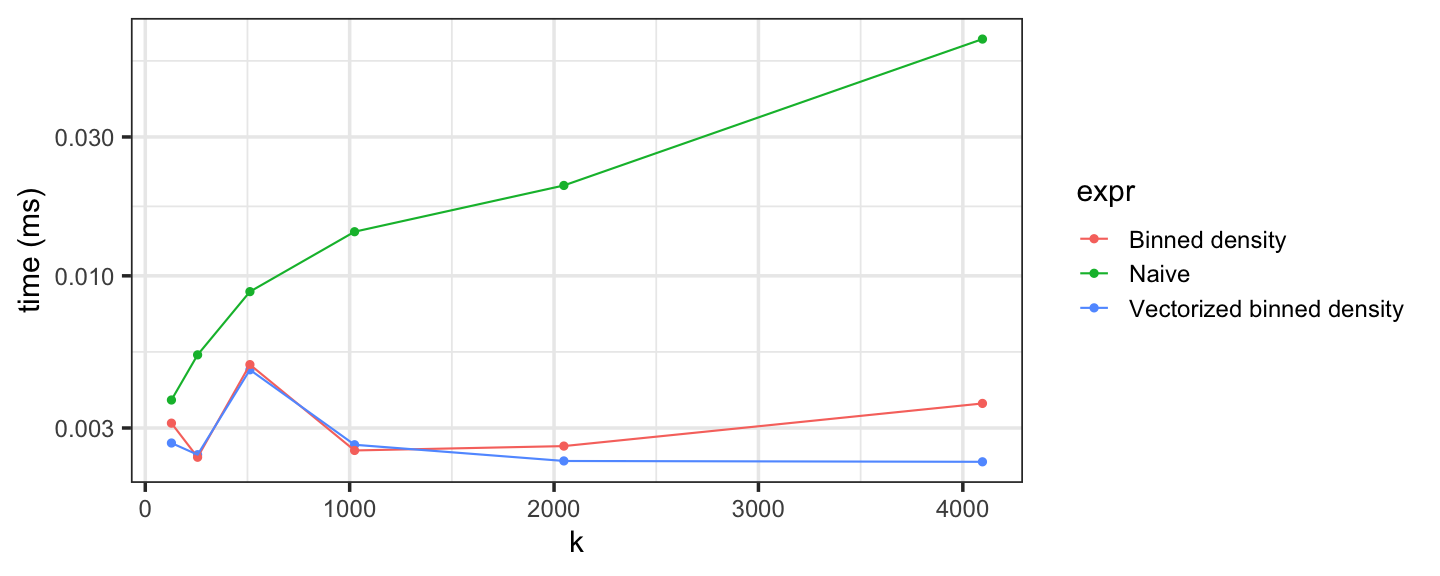 time (ms)
0.030
0.010
0.003
0
1000
2000
3000
4000
k
expr
Binned density
Naive
Vectorized binned density